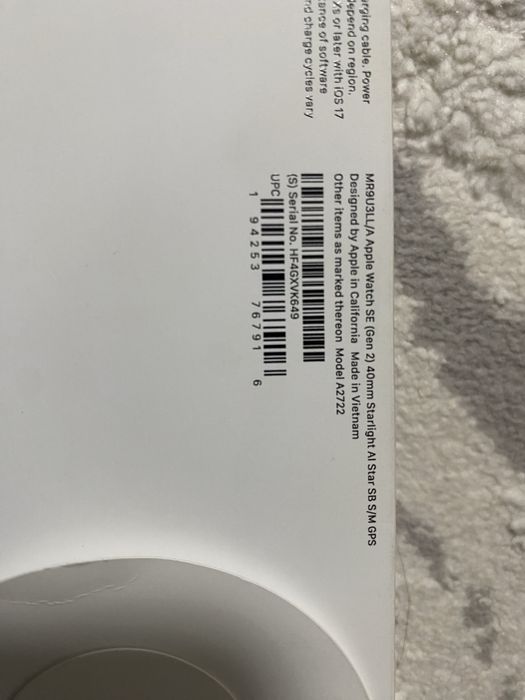 arging cable. Power
depend on region.
Xs or later with iOS 17
of software
charge cycles vary
MR9U3LL/A Apple Watch SE (Gen 2) 40mm Starlight Al Star SB S/M GPS
Designed by Apple in California Made in Vietnam
Other items as marked thereon Model A2722
(S) Serial No. HF4GXVK649
UPC
1 94253 76791 6